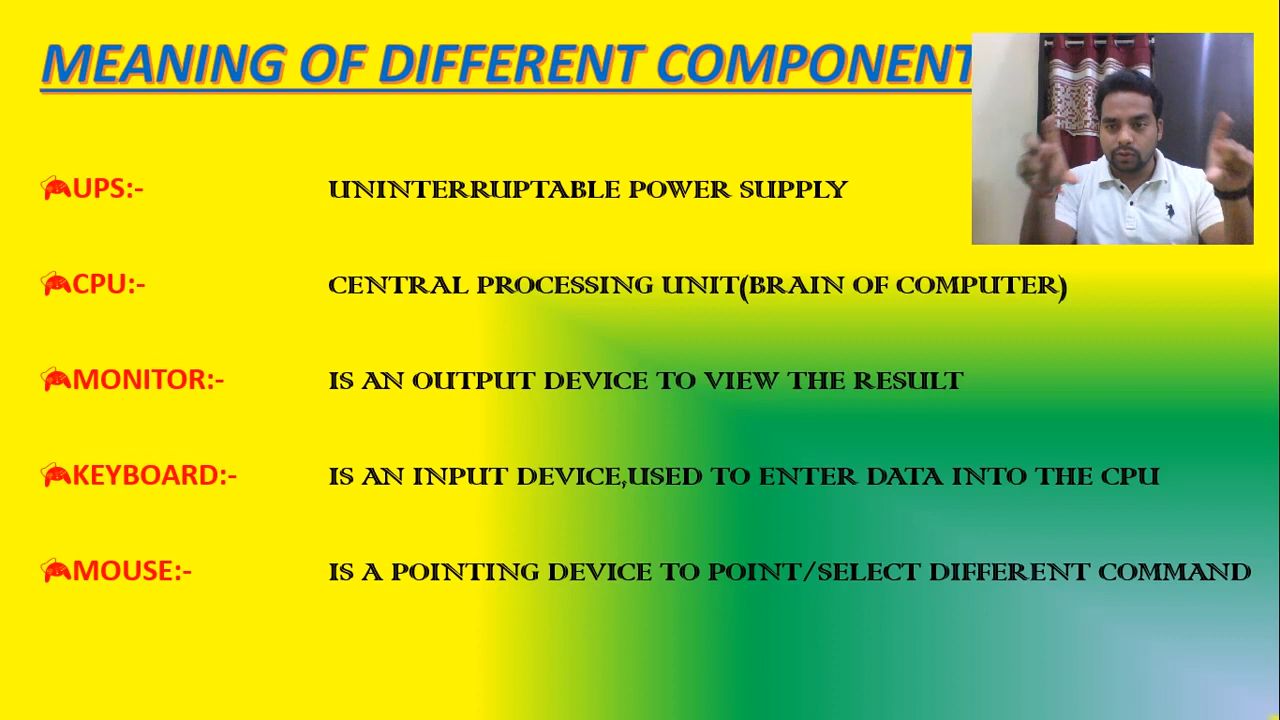 MEANING OF DIFFERENT COMPONENT
UPS:- UNINTERRUPTABLE POWER SUPPLY
CPU:- CENTRAL PROCESSING UNIT(BRAIN OF COMPUTER)
MONITOR:- IS AN OUTPUT DEVICE TO VIEW THE RESULT
KEYBOARD:- IS AN INPUT DEVICE,USED TO ENTER DATA INTO THE CPU
MOUSE:- IS A POINTING DEVICE TO POINT/SELECT DIFFERENT COMMAND